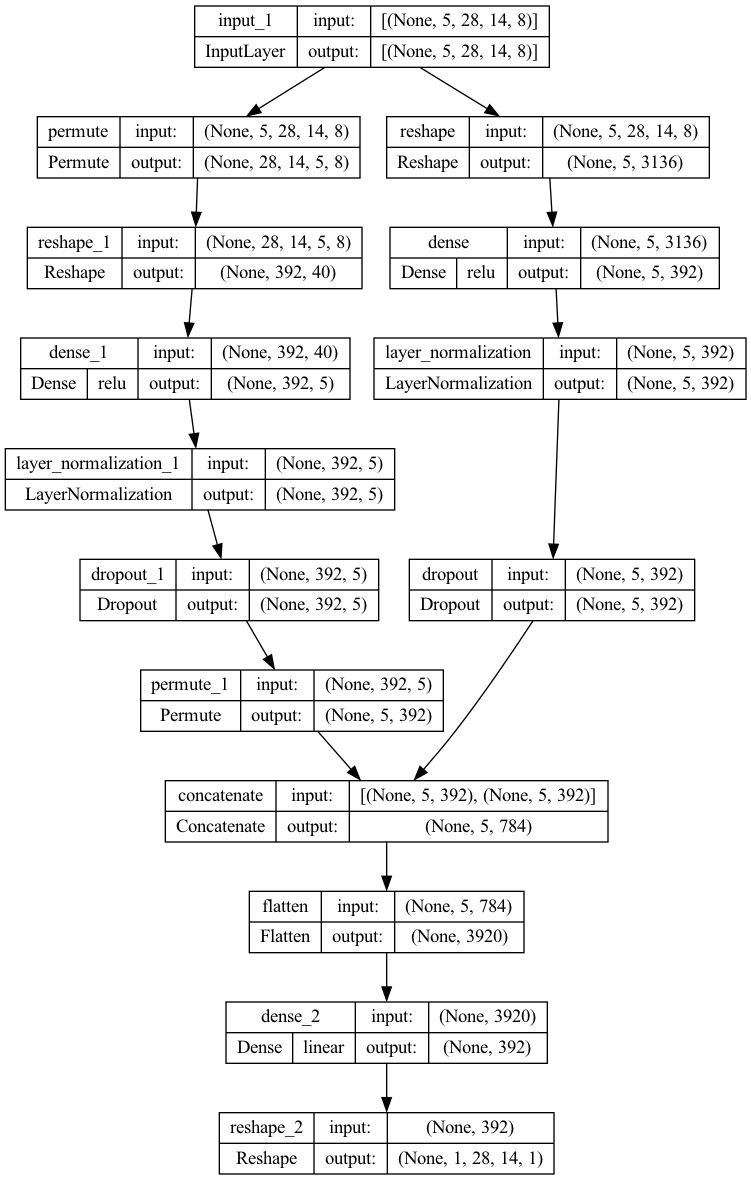 input_1 input: [(None, 5, 28, 14, 8)]
InputLayer output: [(None, 5, 28, 14, 8)]
permute input: (None, 5, 28, 14, 8)
Permute output: (None, 28, 14, 5, 8)
reshape input: (None, 5, 28, 14, 8)
Reshape output: (None, 5, 3136)
reshape_1 input: (None, 28, 14, 5, 8)
Reshape output: (None, 392, 40)
dense input: (None, 5, 3136)
Dense relu output: (None, 5, 392)
dense_1 input: (None, 392, 40)
Dense relu output: (None, 392, 5)
layer_normalization input: (None, 5, 392)
LayerNormalization output: (None, 5, 392)
layer_normalization_1 input: (None, 392, 5)
LayerNormalization output: (None, 392, 5)
dropout_1 input: (None, 392, 5)
Dropout output: (None, 392, 5)
dropout input: (None, 5, 392)
Dropout output: (None, 5, 392)
permute_1 input: (None, 392, 5)
Permute output: (None, 5, 392)
concatenate input: [(None, 5, 392), (None, 5, 392)]
Concatenate output: (None, 5, 784)
flatten input: (None, 5, 784)
Flatten output: (None, 3920)
dense_2 input: (None, 3920)
Dense linear output: (None, 392)
reshape_2 input: (None, 392)
Reshape output: (None, 1, 28, 14, 1)